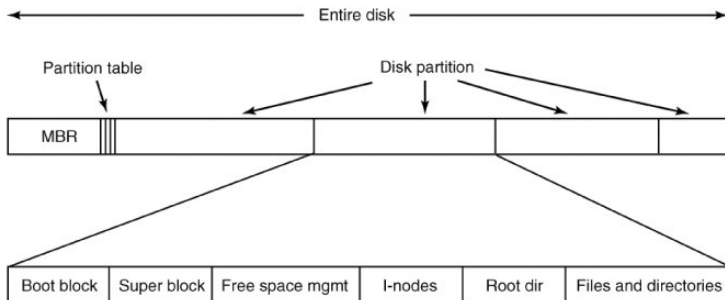 Entire disk
Partition table
Disk partition
MBR
Boot block
Super block
Free space mgmt
I-nodes
Root dir
Files and directories